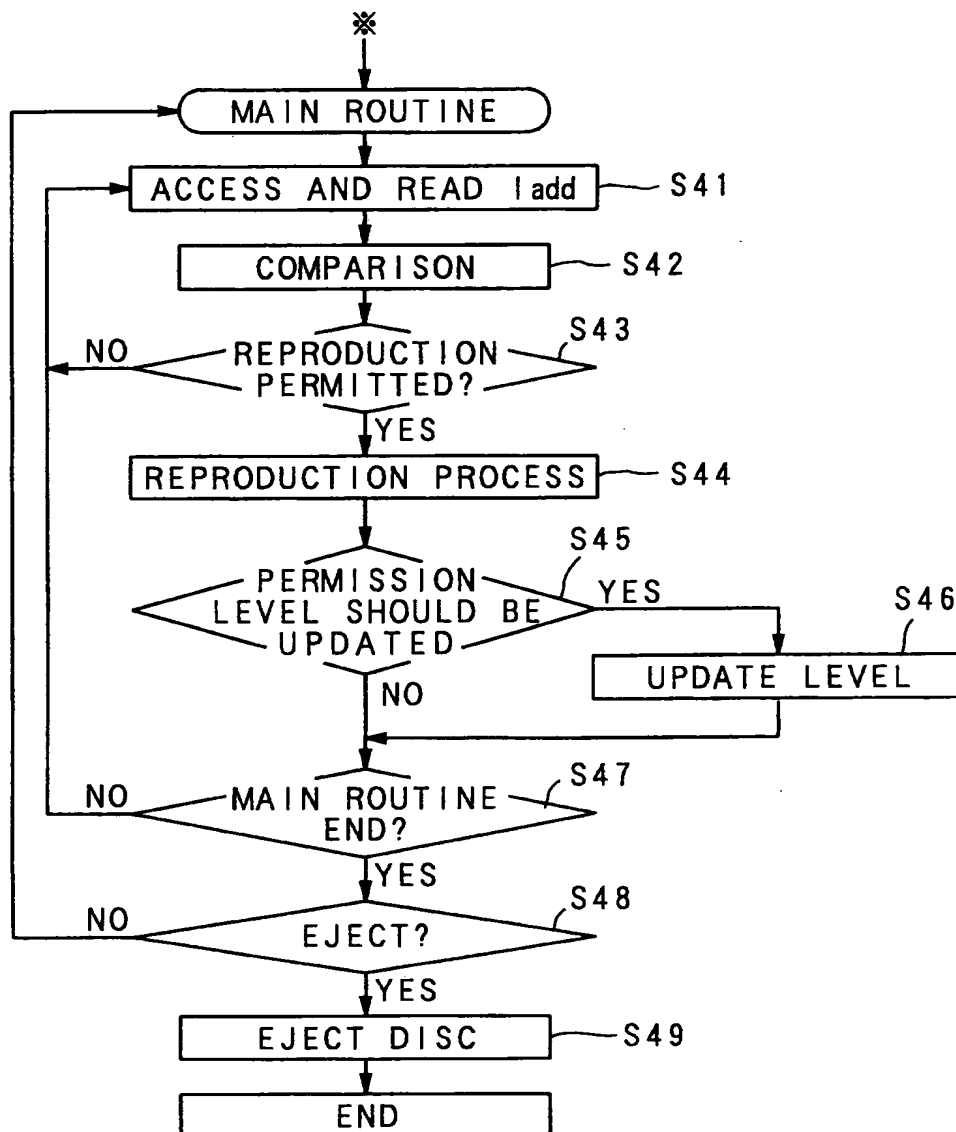 ※
MAIN ROUTINE
ACCESS AND READ Iadd
S41
COMPARISON
S42
S43
NO
REPRODUCTION
PERMITTED?
YES
REPRODUCTION PROCESS
S44
S45
PERMISSION
LEVEL SHOULD BE
UPDATED
YES
S46
UPDATE LEVEL
NO
S47
NO
MAIN ROUTINE
END?
YES
S48
NO
EJECT?
YES
EJECT DISC
S49
END